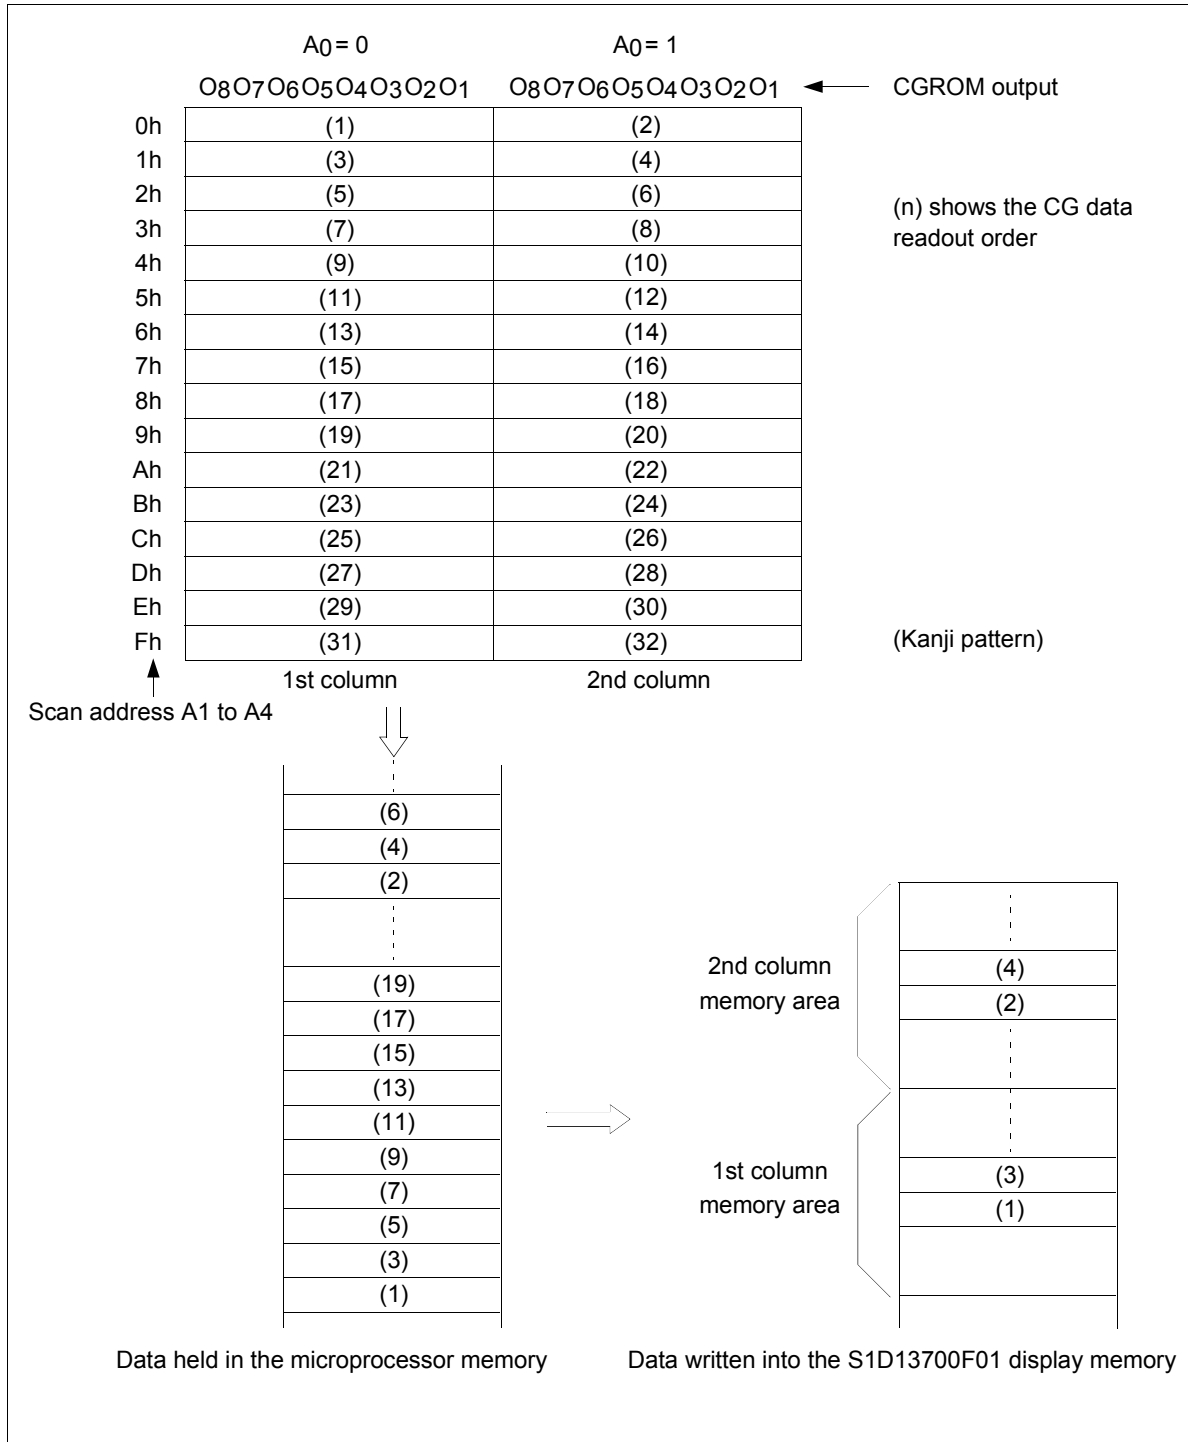 A0 = 0 A0 = 1
O8O7O6O5O4O3O2O1 O8O7O6O5O4O3O2O1 CGROM output
0h (1) (2)
1h (3) (4)
2h (5) (6)
(n) shows the CG data
3h (7) (8)
readout order
4h (9) (10)
5h (11) (12)
6h (13) (14)
7h (15) (16)
8h (17) (18)
9h (19) (20)
Ah (21) (22)
Bh (23) (24)
Ch (25) (26)
Dh (27) (28)
Eh (29) (30)
Fh (31) (32) (Kanji pattern)
1st column 2nd column
Scan address A1 to A4
(6)
(4)
(2)
(19)
(17)
(15)
(13)
(11)
(9)
(7)
(5)
(3)
(1)
Data held in the microprocessor memory
2nd column
memory area
(4)
(2)
1st column
memory area
(3)
(1)
Data written into the S1D13700F01 display memory